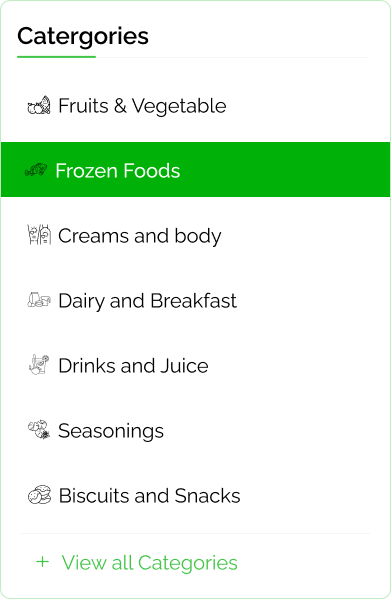 Catergories
Fruits & Vegetable
Frozen Foods
Creams and body
Dairy and Breakfast
Drinks and Juice
Seasonings
Biscuits and Snacks
+ View all Categories